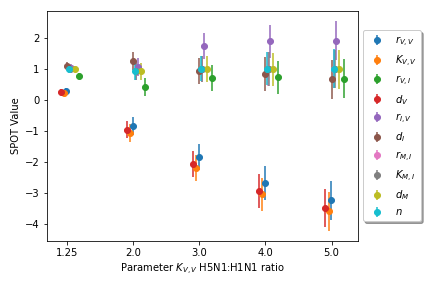 SPOT Value
2
1
0
−1
−2
−3
−4
1.25
2.0
3.0
4.0
5.0
Parameter K_{V,V} H5N1:H1N1 ratio
r_{V,V}
K_{V,V}
r_{V,I}
d_V
r_{I,V}
d_I
r_{M,I}
K_{M,I}
d_M
n